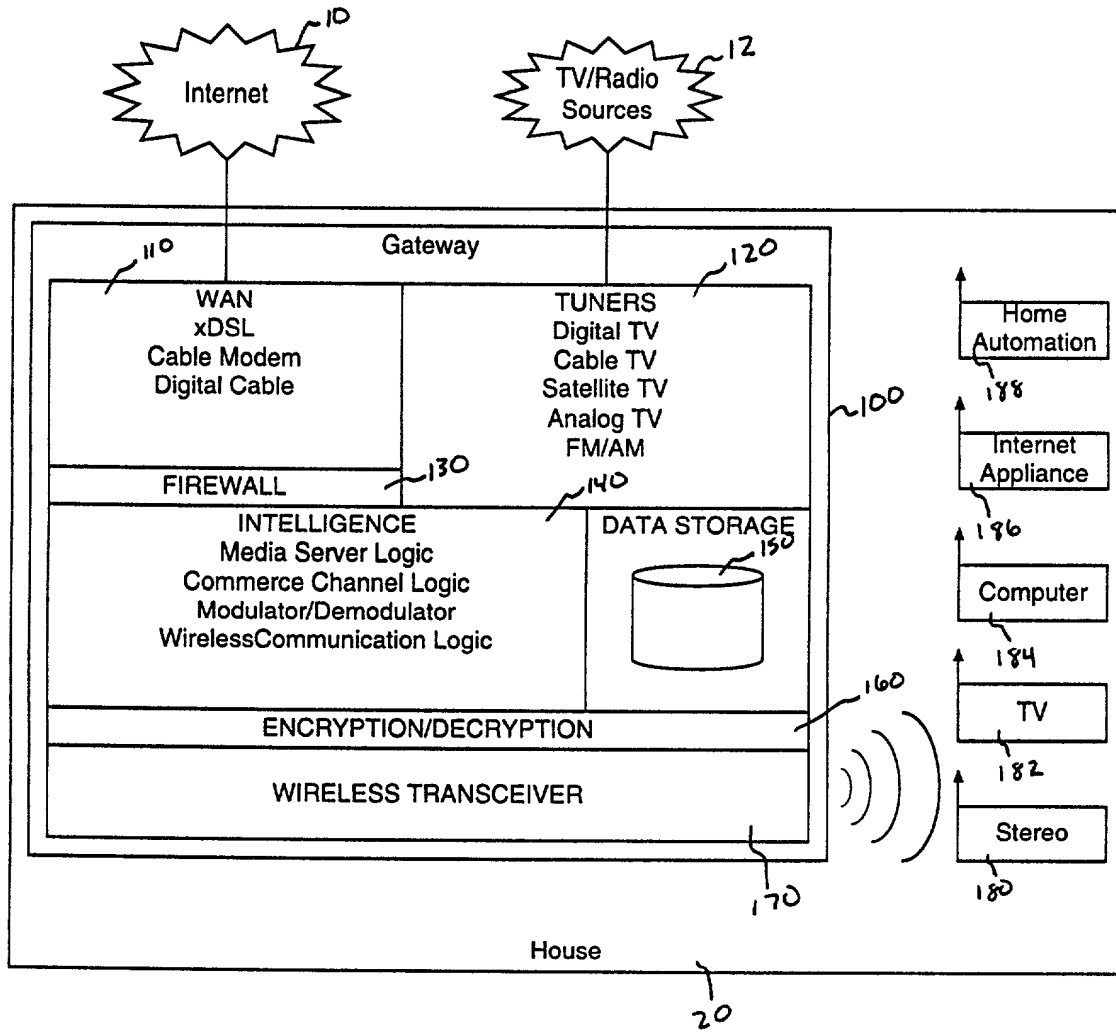 10
Internet
12
TV/Radio
Sources
Gateway
110
WAN
xDSL
Cable Modem
Digital Cable
120
TUNERS
Digital TV
Cable TV
Satellite TV
Analog TV
FM/AM
100
130
FIREWALL
140
INTELLIGENCE
Media Server Logic
Commerce Channel Logic
Modulator/Demodulator
WirelessCommunication Logic
DATA STORAGE
150
160
ENCRYPTION/DECRYPTION
WIRELESS TRANSCEIVER
170
Home
Automation
188
Internet
Appliance
186
Computer
184
TV
182
Stereo
180
House
20